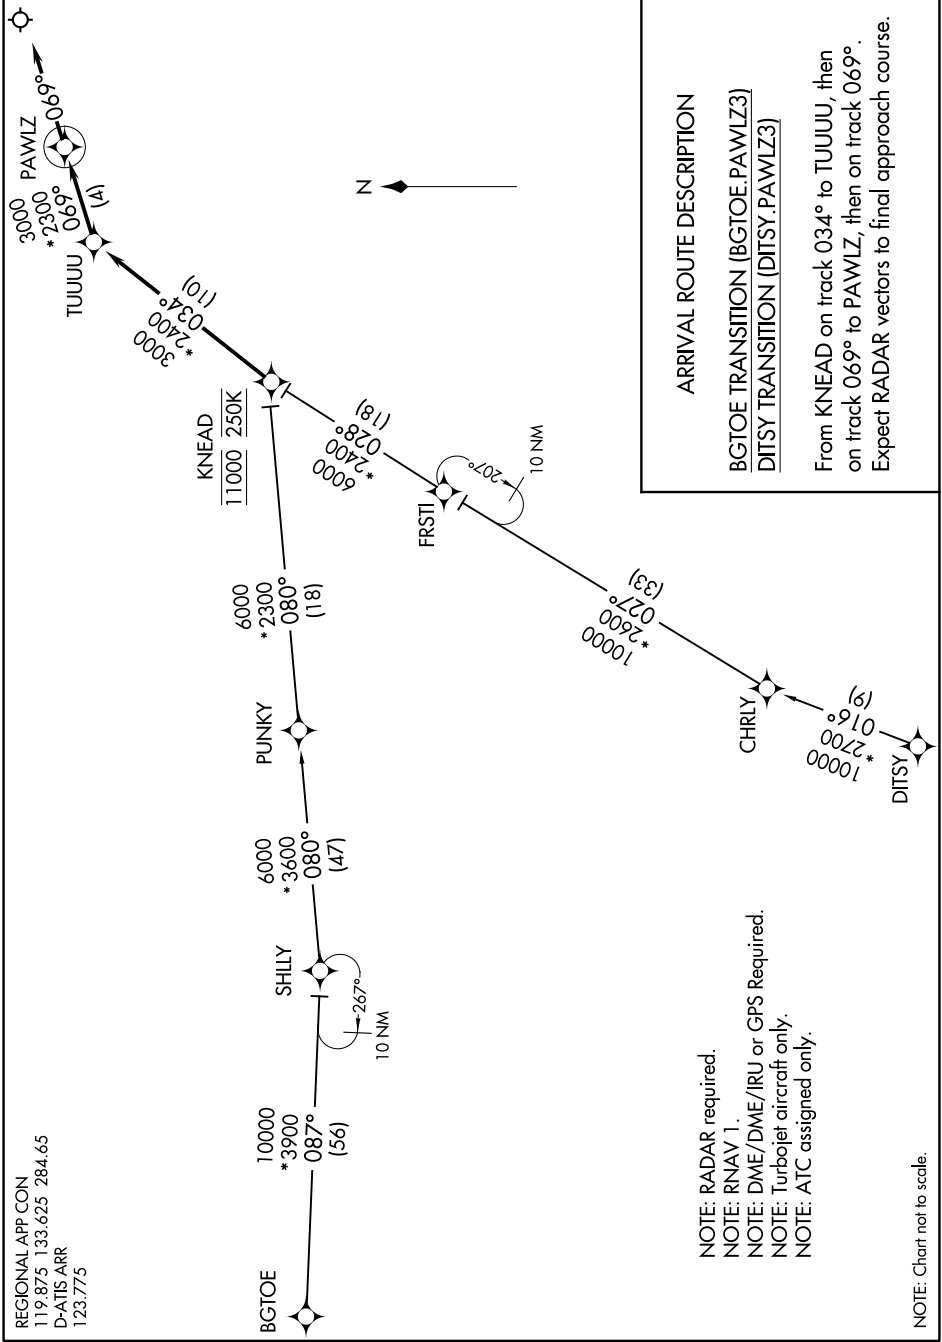 REGIONAL APP CON
119.875 133.625 284.65
D-ATIS ARR
123.775
BGTOE
10000
*3900
087°
(56)
SHLLY
267°
10 NM
6000
*3600
080°
(47)
PUNKY
6000
*2300
080°
(18)
KNEAD
11000 250K
3000
*2400
034°
(10)
TUUUU
3000
*2300
069°
(4)
PAWLZ
069°
N
6000
*2400
028°
(18)
FRSTI
207°
10 NM
10000
*2600
027°
(33)
CHRLY
10000
*2700
016°
(9)
DITSY
NOTE: RADAR required.
NOTE: RNAV 1.
NOTE: DME/DME/IRU or GPS Required.
NOTE: Turbojet aircraft only.
NOTE: ATC assigned only.
NOTE: Chart not to scale.
ARRIVAL ROUTE DESCRIPTION
BGTOE TRANSITION (BGTOE.PAWLZ3)
DITSY TRANSITION (DITSY.PAWLZ3)
From KNEAD on track 034° to TUUUU, then
on track 069° to PAWLZ, then on track 069°.
Expect RADAR vectors to final approach course.